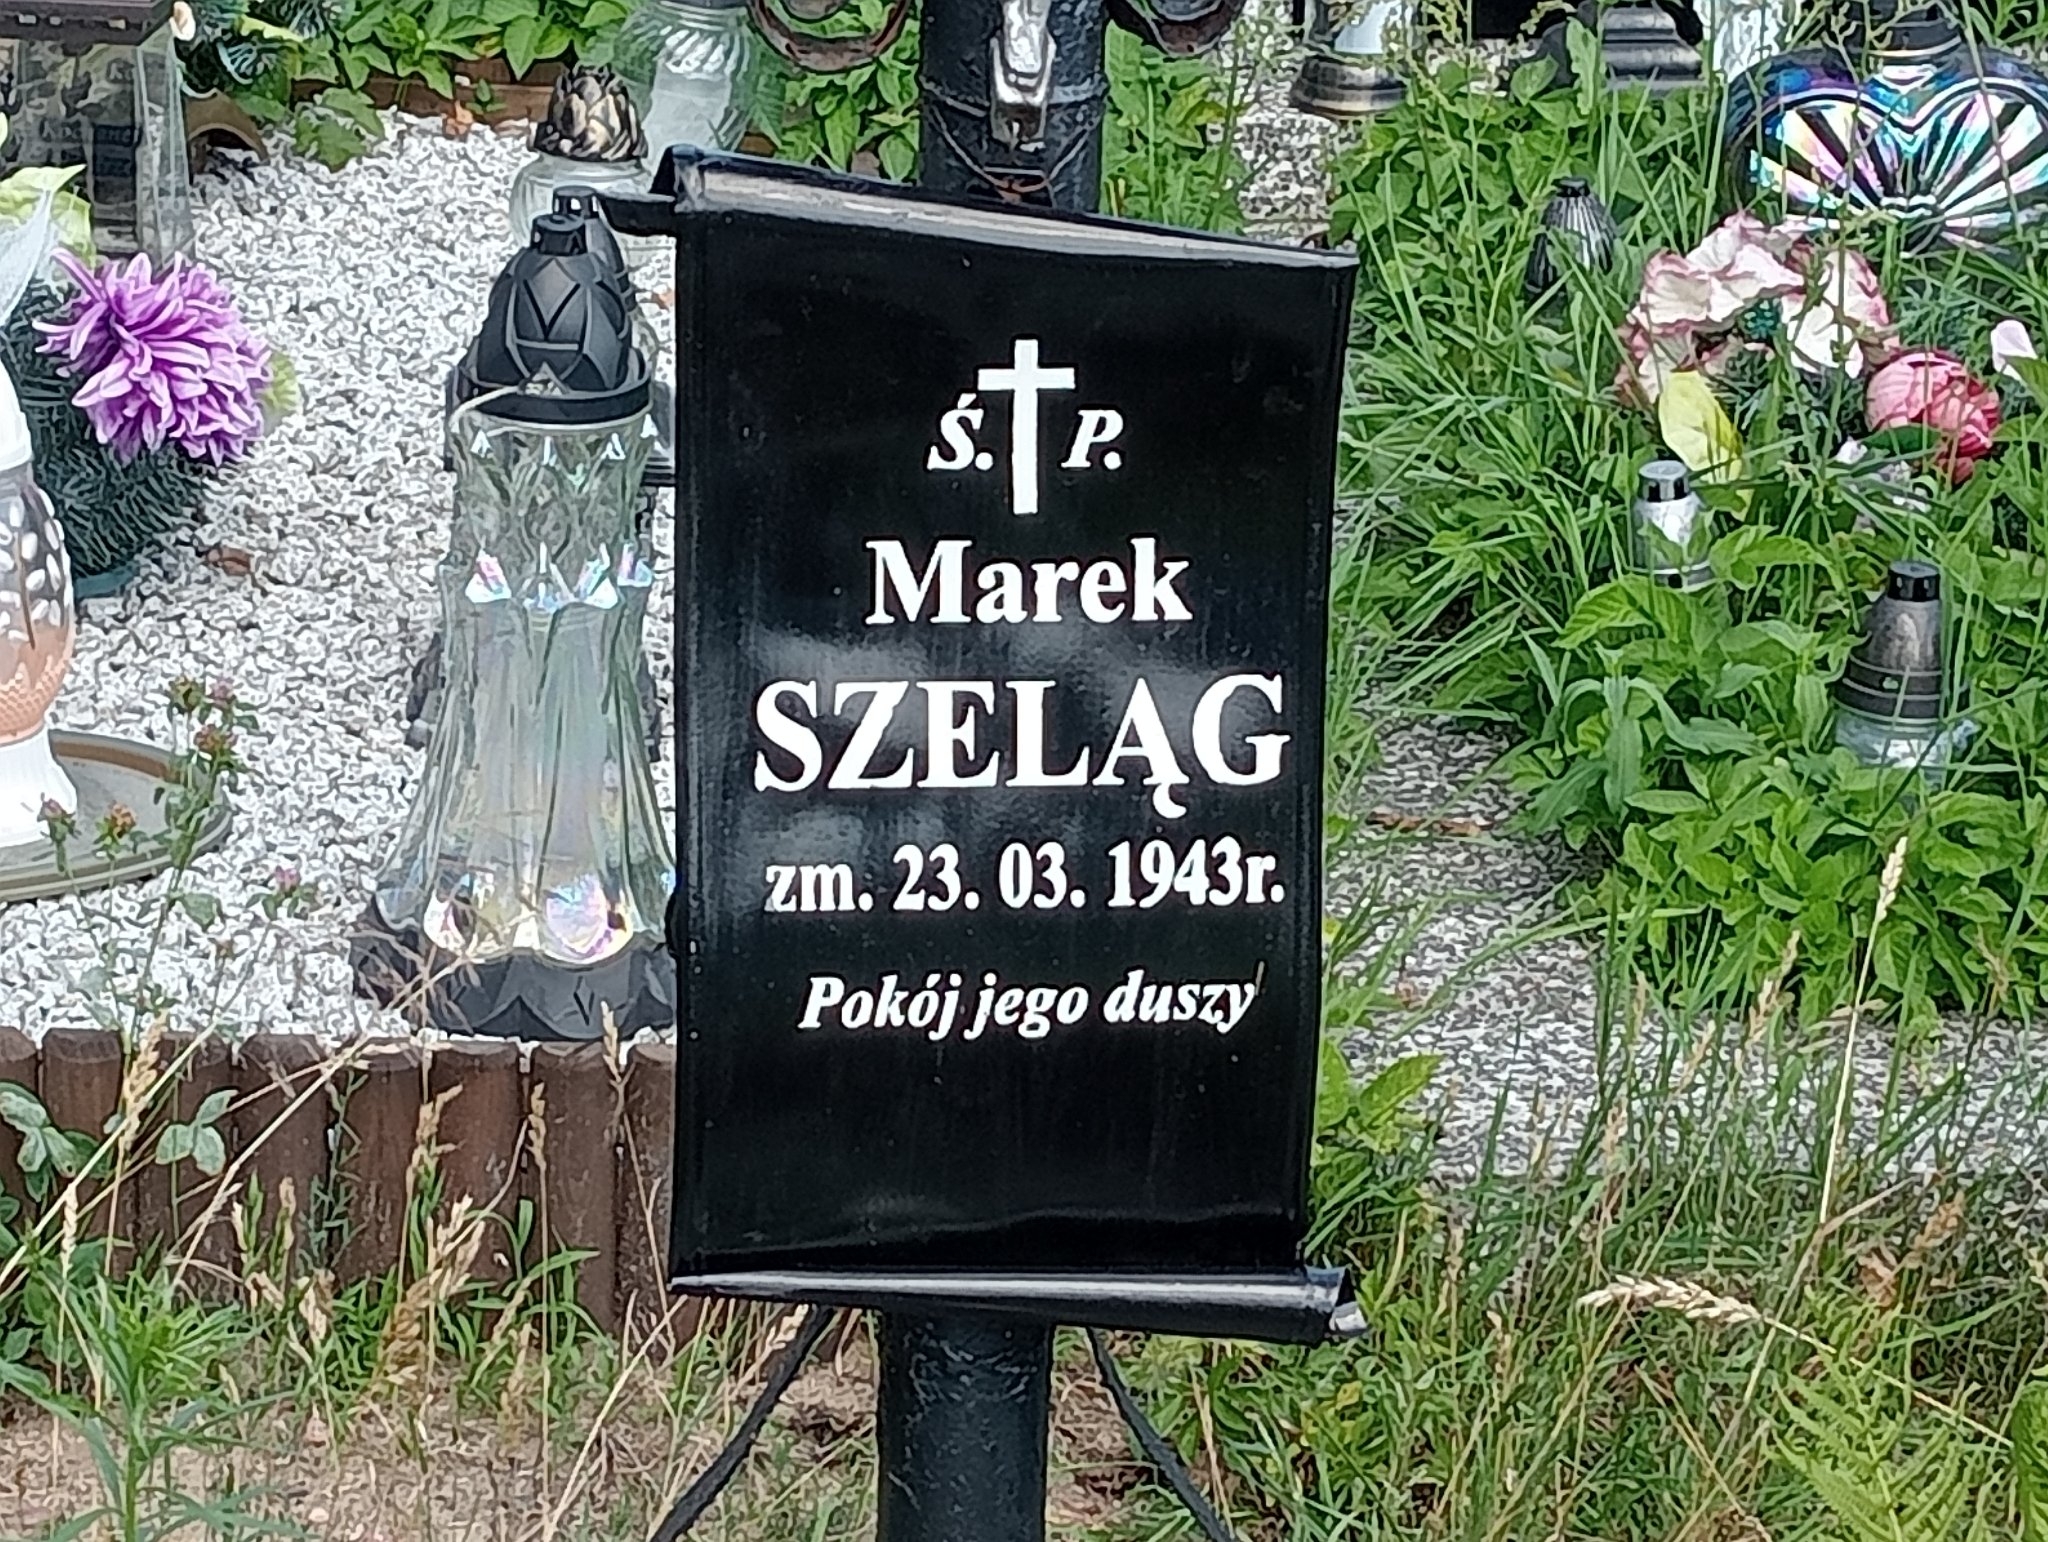 Ś. P.
Marek
SZELĄG
zm. 23. 03. 1943r.
Pokój jego duszy